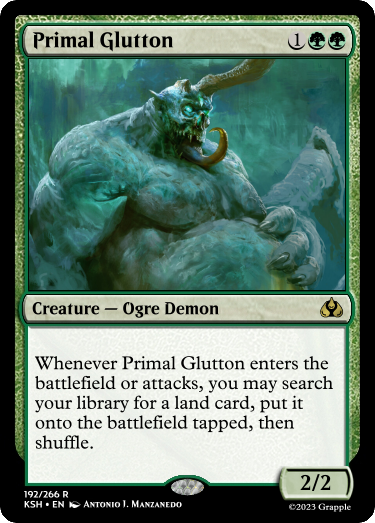 Primal Glutton 1
Creature — Ogre Demon
Whenever Primal Glutton enters the
battlefield or attacks, you may search
your library for a land card, put it
onto the battlefield tapped, then
shuffle.
2/2
192/266 R
KSH • EN Antonio J. Manzanedo
©2023 Grapple